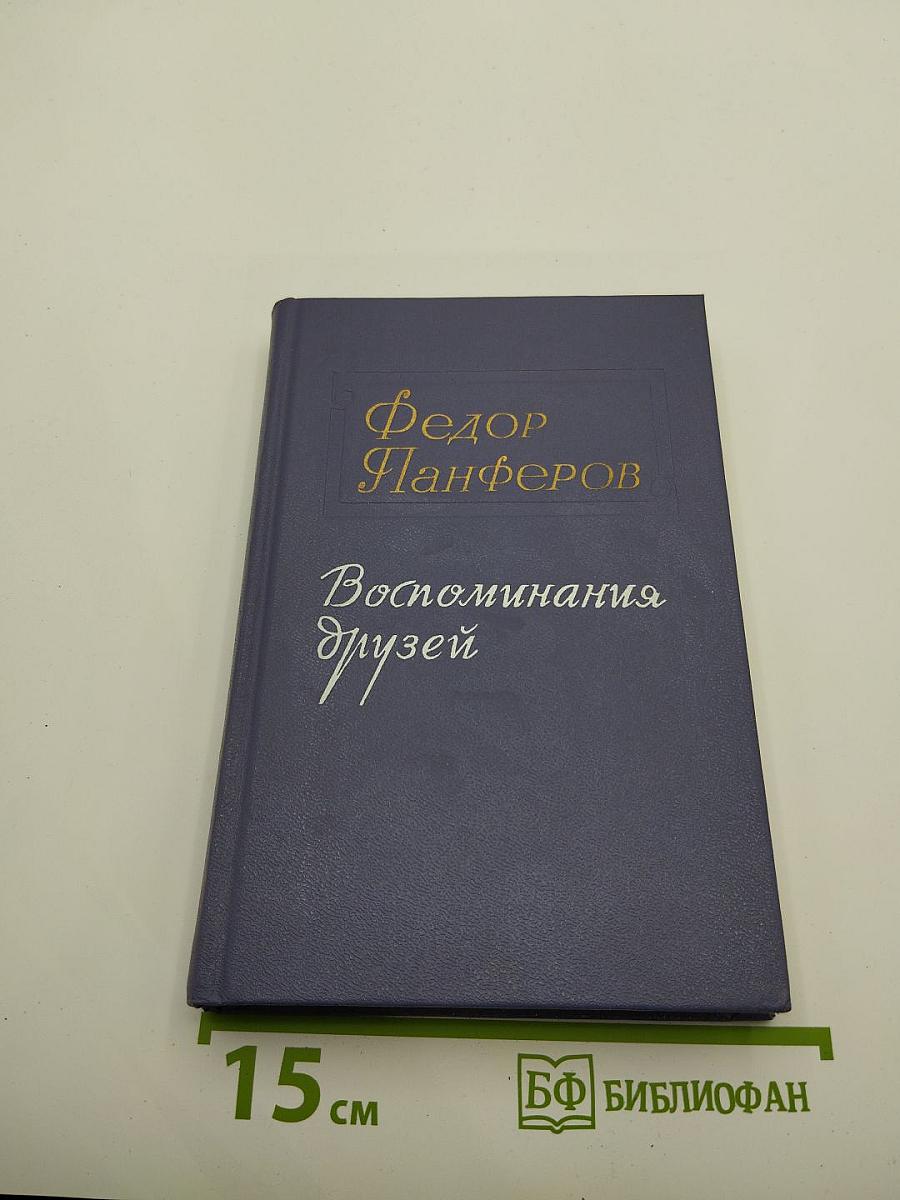 Федор
Панферов
Воспоминания
друзей
15 см
БФ БИБЛИОФАН